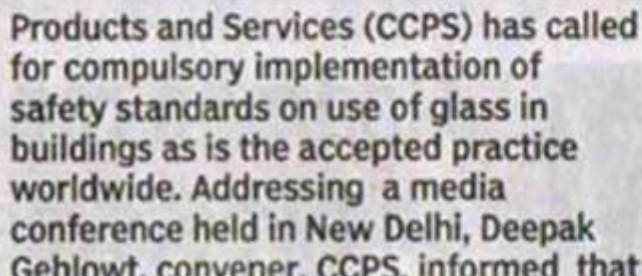 Products and Services (CCPS) has called
for compulsory implementation of
safety standards on use of glass in
buildings as is the accepted practice
worldwide. Addressing a media
conference held in New Delhi, Deepak
Gehlowt, convener, CCPS, informed that